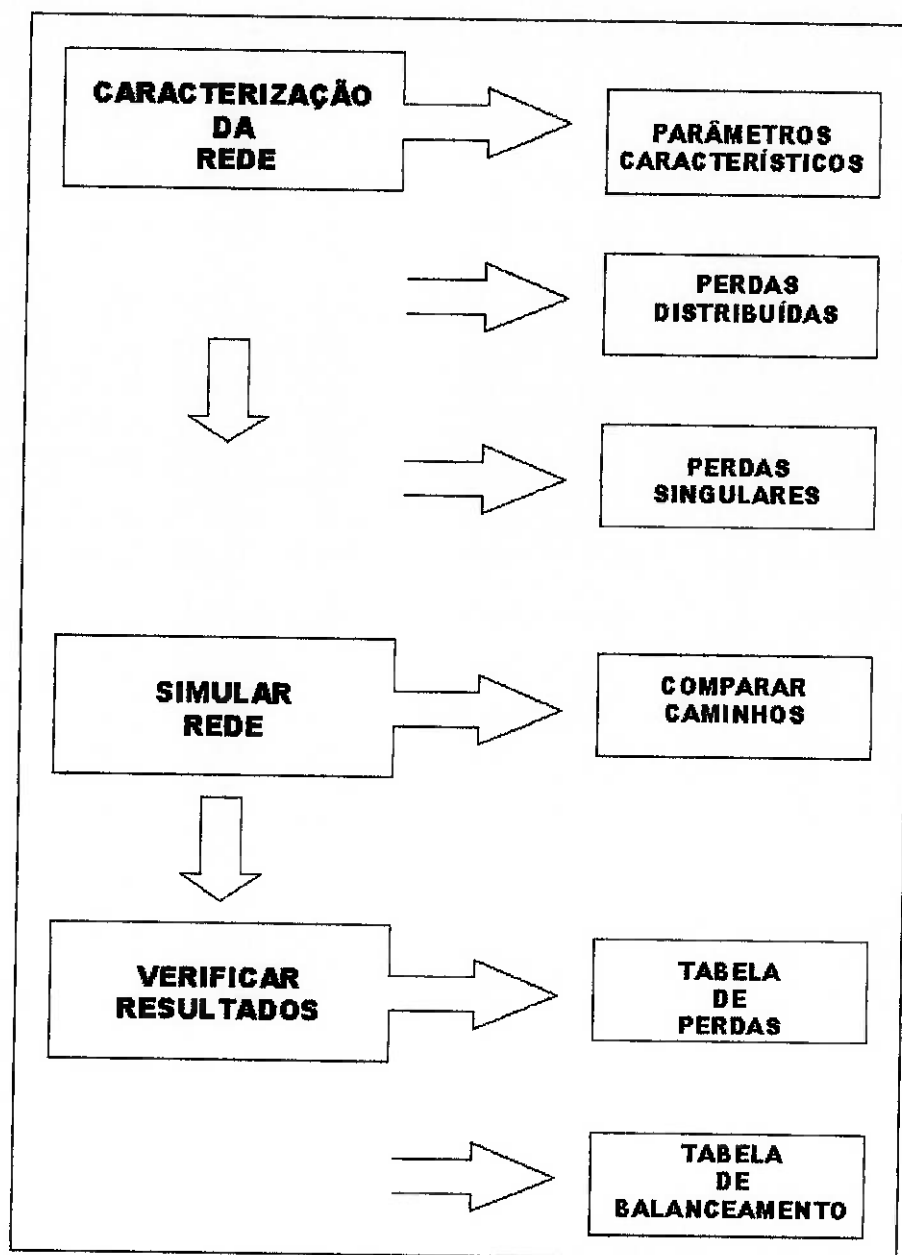 CARACTERIZAÇÃO
DA
REDE
PARÂMETROS
CARACTERÍSTICOS
PERDAS
DISTRIBUÍDAS
PERDAS
SINGULARES
SIMULAR
REDE
COMPARAR
CAMINHOS
VERIFICAR
RESULTADOS
TABELA
DE
PERDAS
TABELA
DE
BALANCEAMENTO